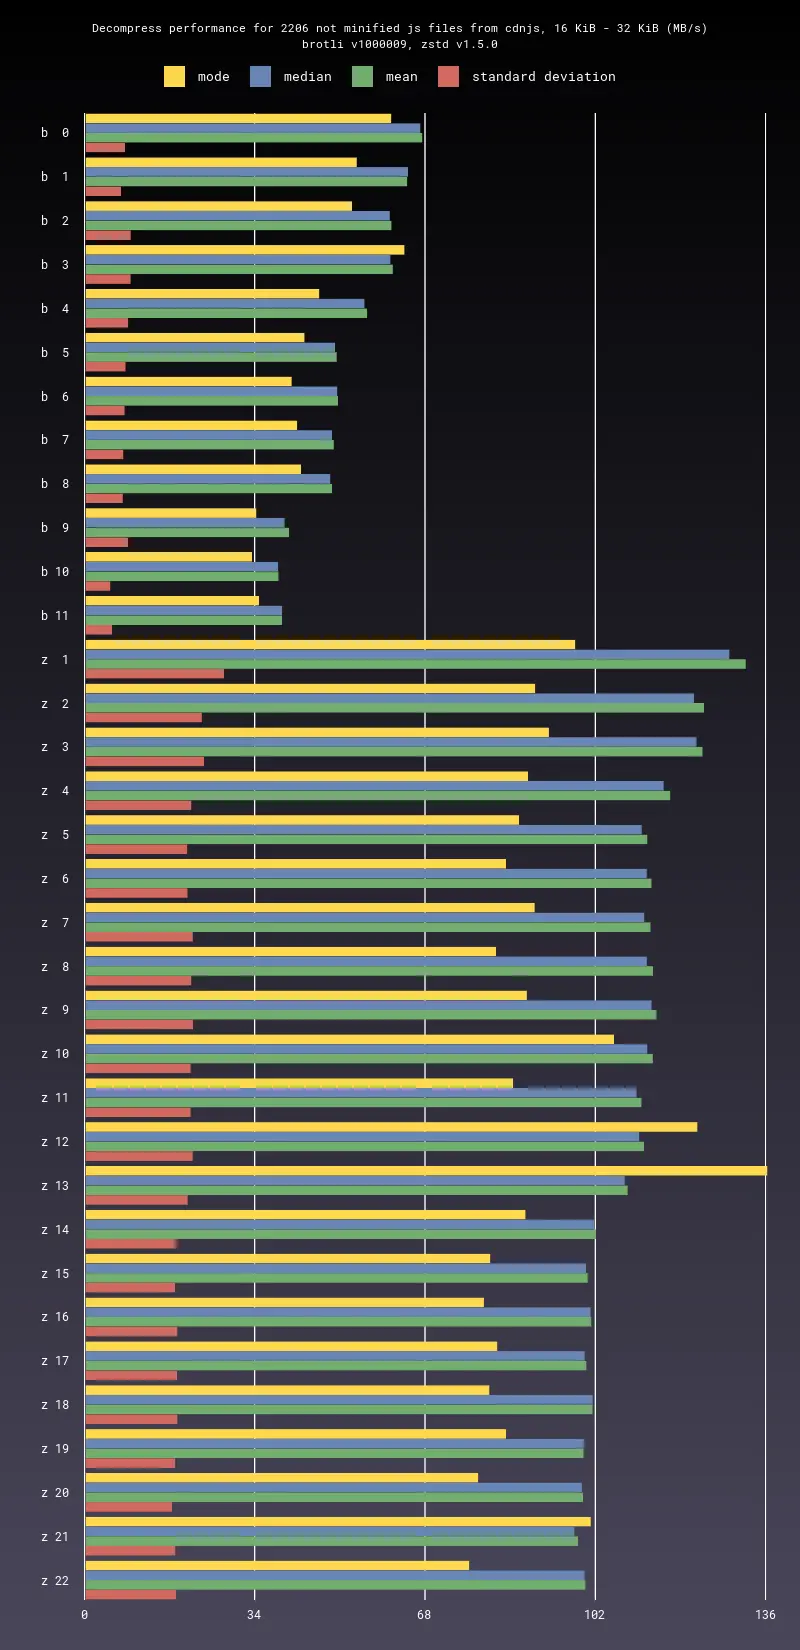 Decompress performance for 2206 not minified js files from cdnjs, 16 KiB - 32 KiB (MB/s)
brotli v1000009, zstd v1.5.0
mode median mean standard deviation
b 0
b 1
b 2
b 3
b 4
b 5
b 6
b 7
b 8
b 9
b 10
b 11
z 1
z 2
z 3
z 4
z 5
z 6
z 7
z 8
z 9
z 10
z 11
z 12
z 13
z 14
z 15
z 16
z 17
z 18
z 19
z 20
z 21
z 22
0 34 68 102 136